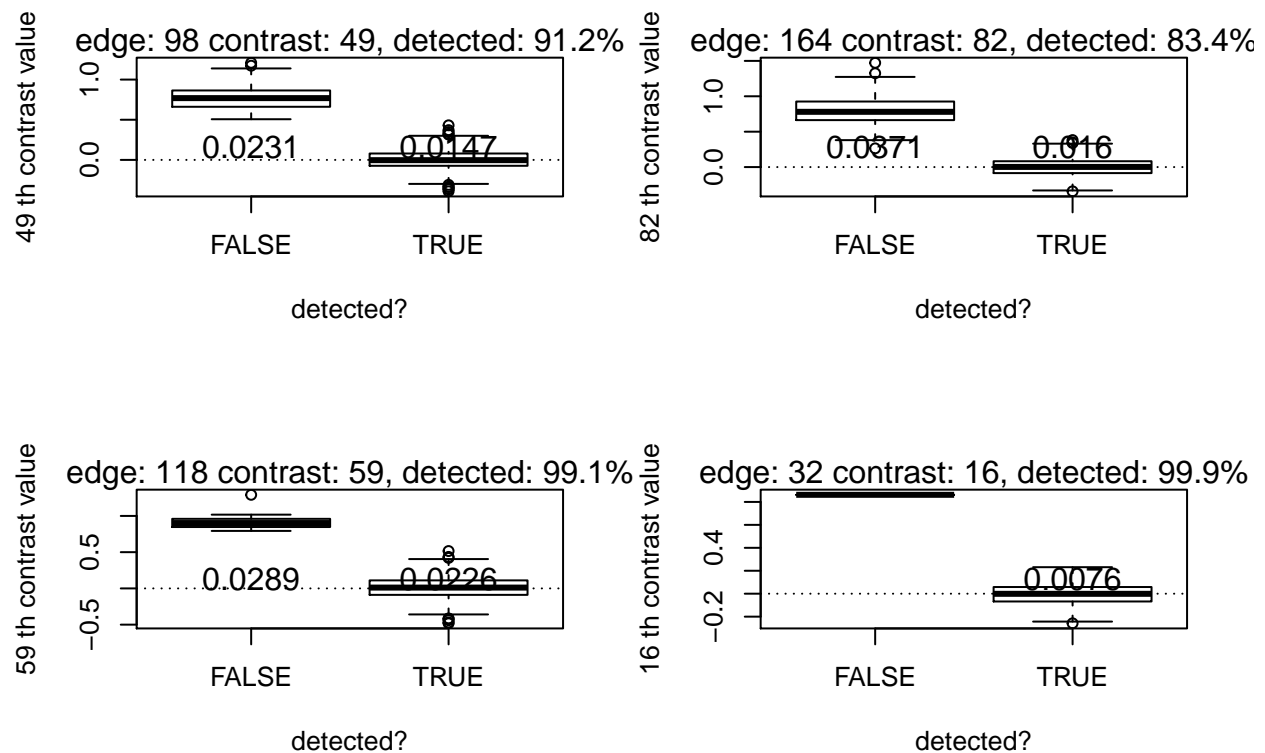 edge: 98 contrast: 49, detected: 91.2%
49 th contrast value
1.0
0.0
0.0231
0.0147
FALSE
TRUE
detected?
edge: 164 contrast: 82, detected: 83.4%
82 th contrast value
1.0
0.0
0.0371
0.016
FALSE
TRUE
detected?
edge: 118 contrast: 59, detected: 99.1%
59 th contrast value
0.5
−0.5
0.0289
0.0226
FALSE
TRUE
detected?
edge: 32 contrast: 16, detected: 99.9%
16 th contrast value
0.4
−0.2
0.0076
FALSE
TRUE
detected?